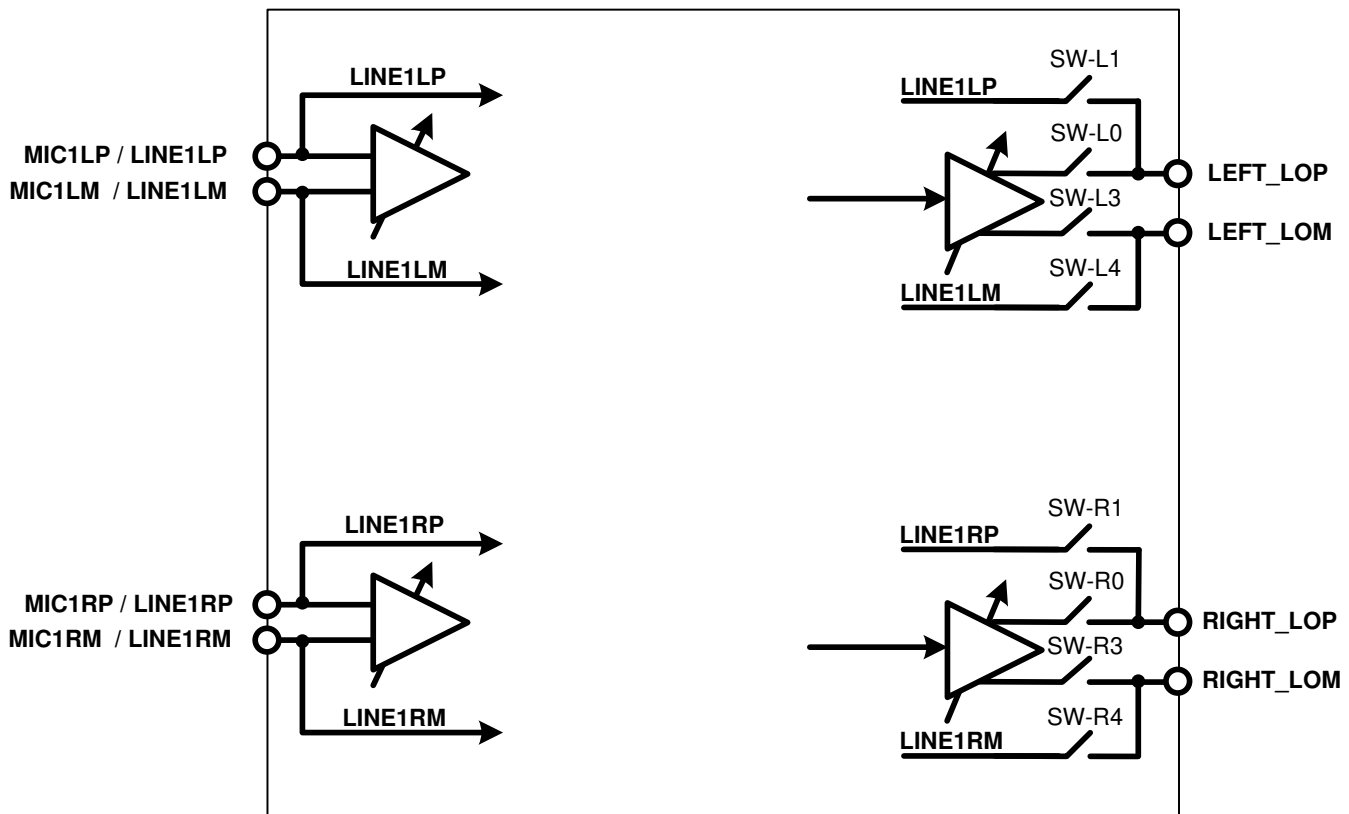 LINE1LP
MIC1LP / LINE1LP
MIC1LM / LINE1LM
LINE1LM
SW-L1
LINE1LP
SW-L0
LEFT_LOP
SW-L3
LEFT_LOM
SW-L4
LINE1LM
LINE1RP
MIC1RP / LINE1RP
MIC1RM / LINE1RM
LINE1RM
SW-R1
LINE1RP
SW-R0
RIGHT_LOP
SW-R3
RIGHT_LOM
SW-R4
LINE1RM